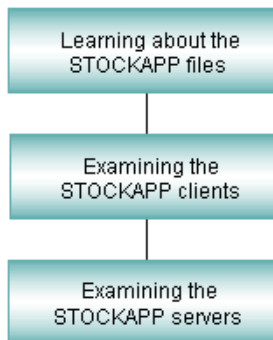 Learning about the
STOCKAPP files
Examining the
STOCKAPP clients
Examining the
STOCKAPP servers